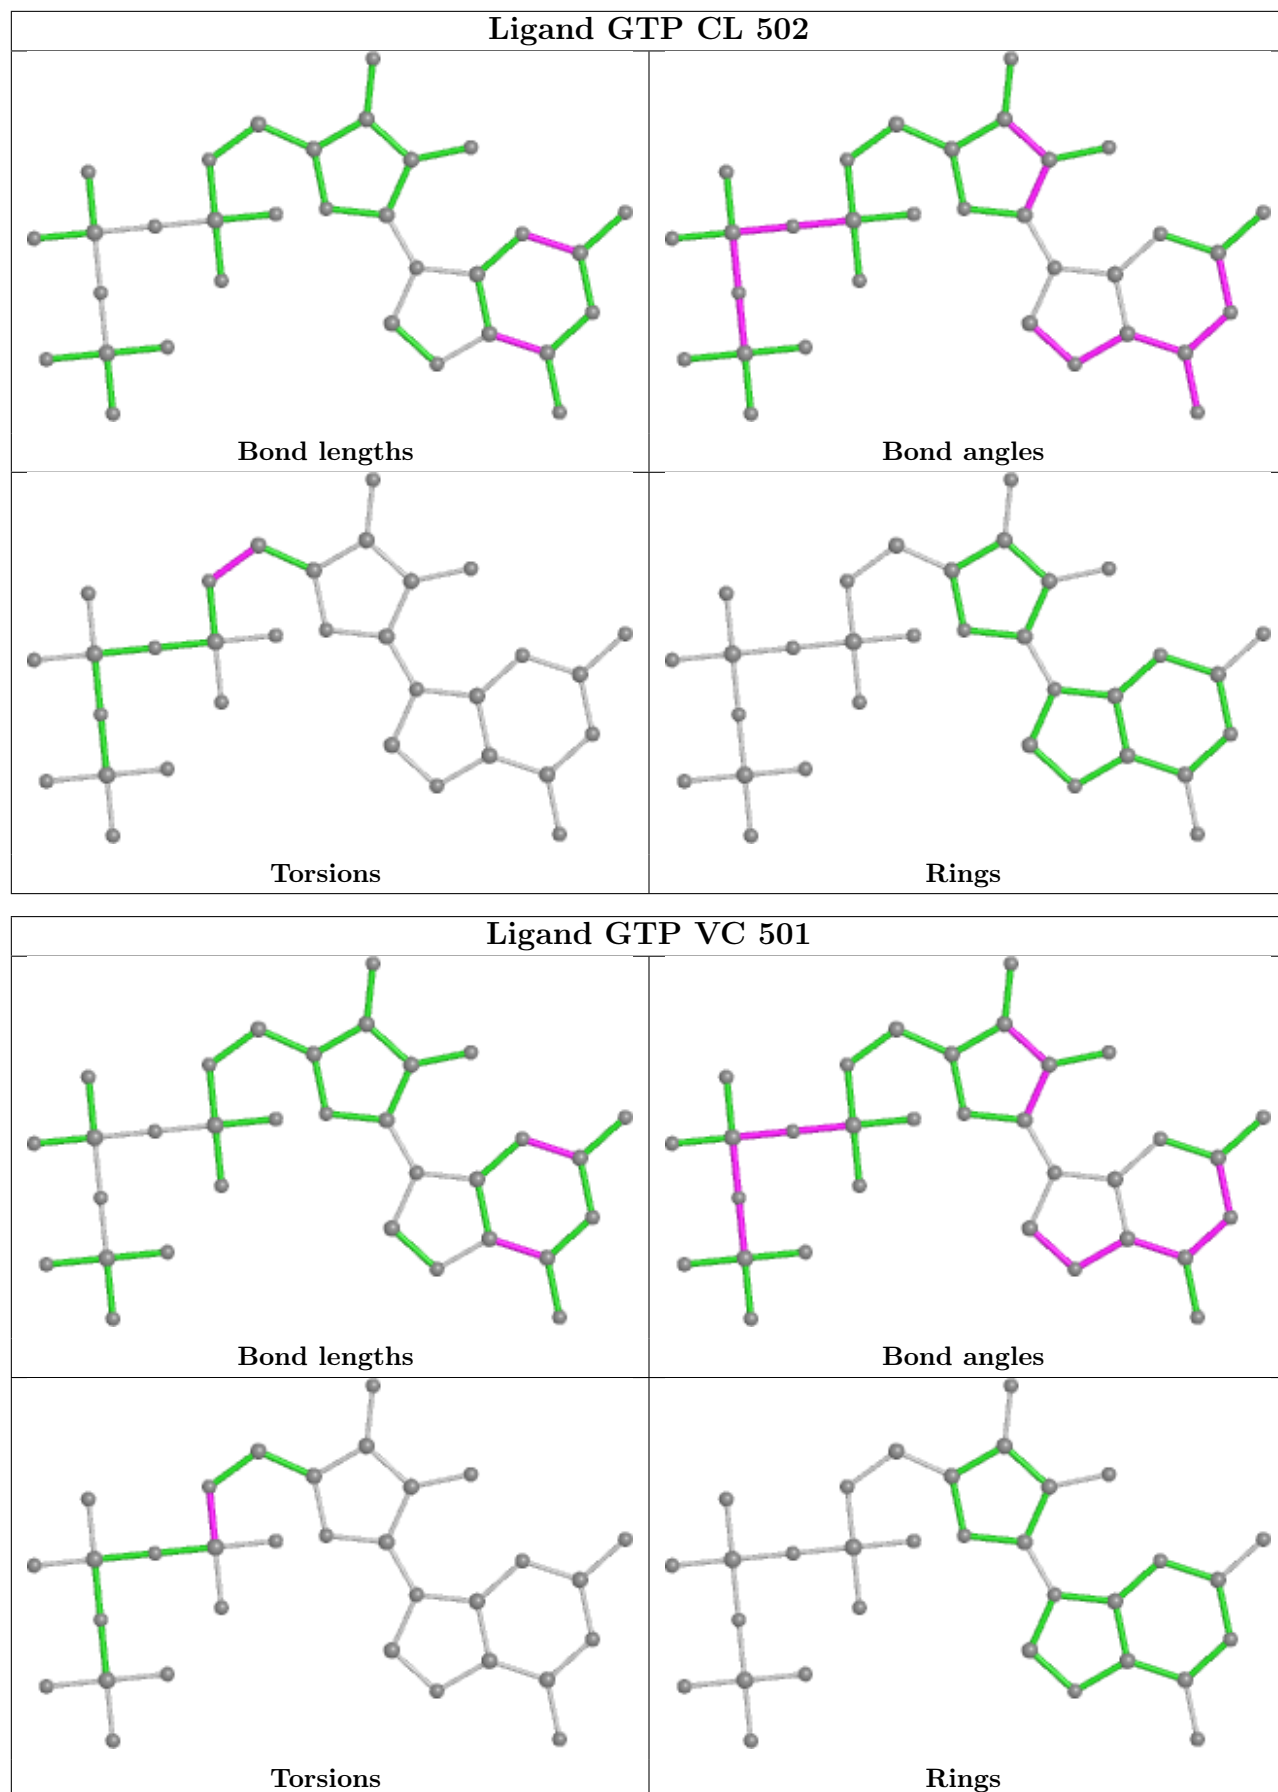 Ligand GTP CL 502
Bond lengths
Bond angles
Torsions
Rings
Ligand GTP VC 501
Bond lengths
Bond angles
Torsions
Rings